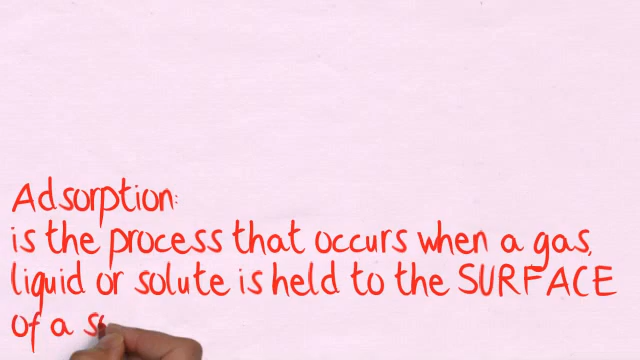 Adsorption:
is the process that occurs when a gas,
liquid or solute is held to the SURFACE
of a s